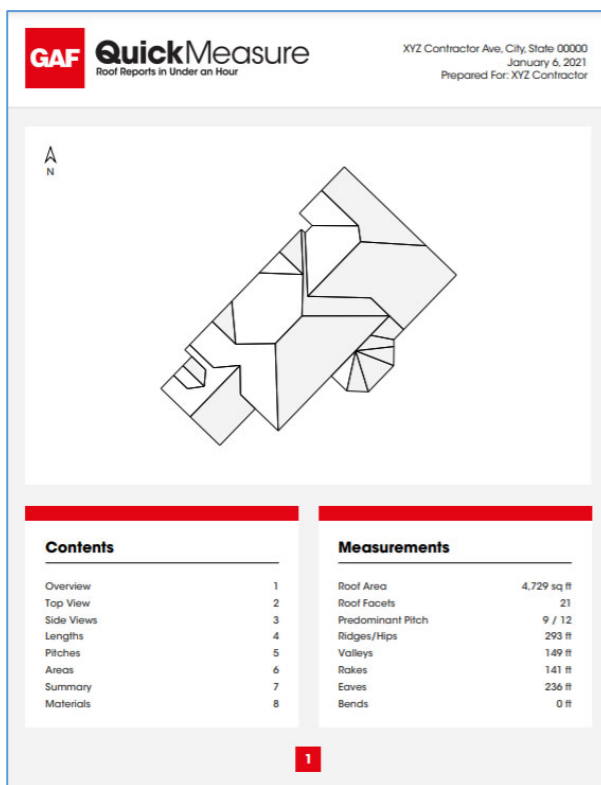 GAF QuickMeasure
Roof Reports in Under an Hour
XYZ Contractor Ave, City, State 00000
January 6, 2021
Prepared For: XYZ Contractor
N
Contents
Overview 1
Top View 2
Side Views 3
Lengths 4
Pitches 5
Areas 6
Summary 7
Materials 8
Measurements
Roof Area 4,729 sq ft
Roof Facets 21
Predominant Pitch 9 / 12
Ridges/Hips 293 ft
Valleys 149 ft
Rakes 141 ft
Eaves 236 ft
Bends 0 ft
1